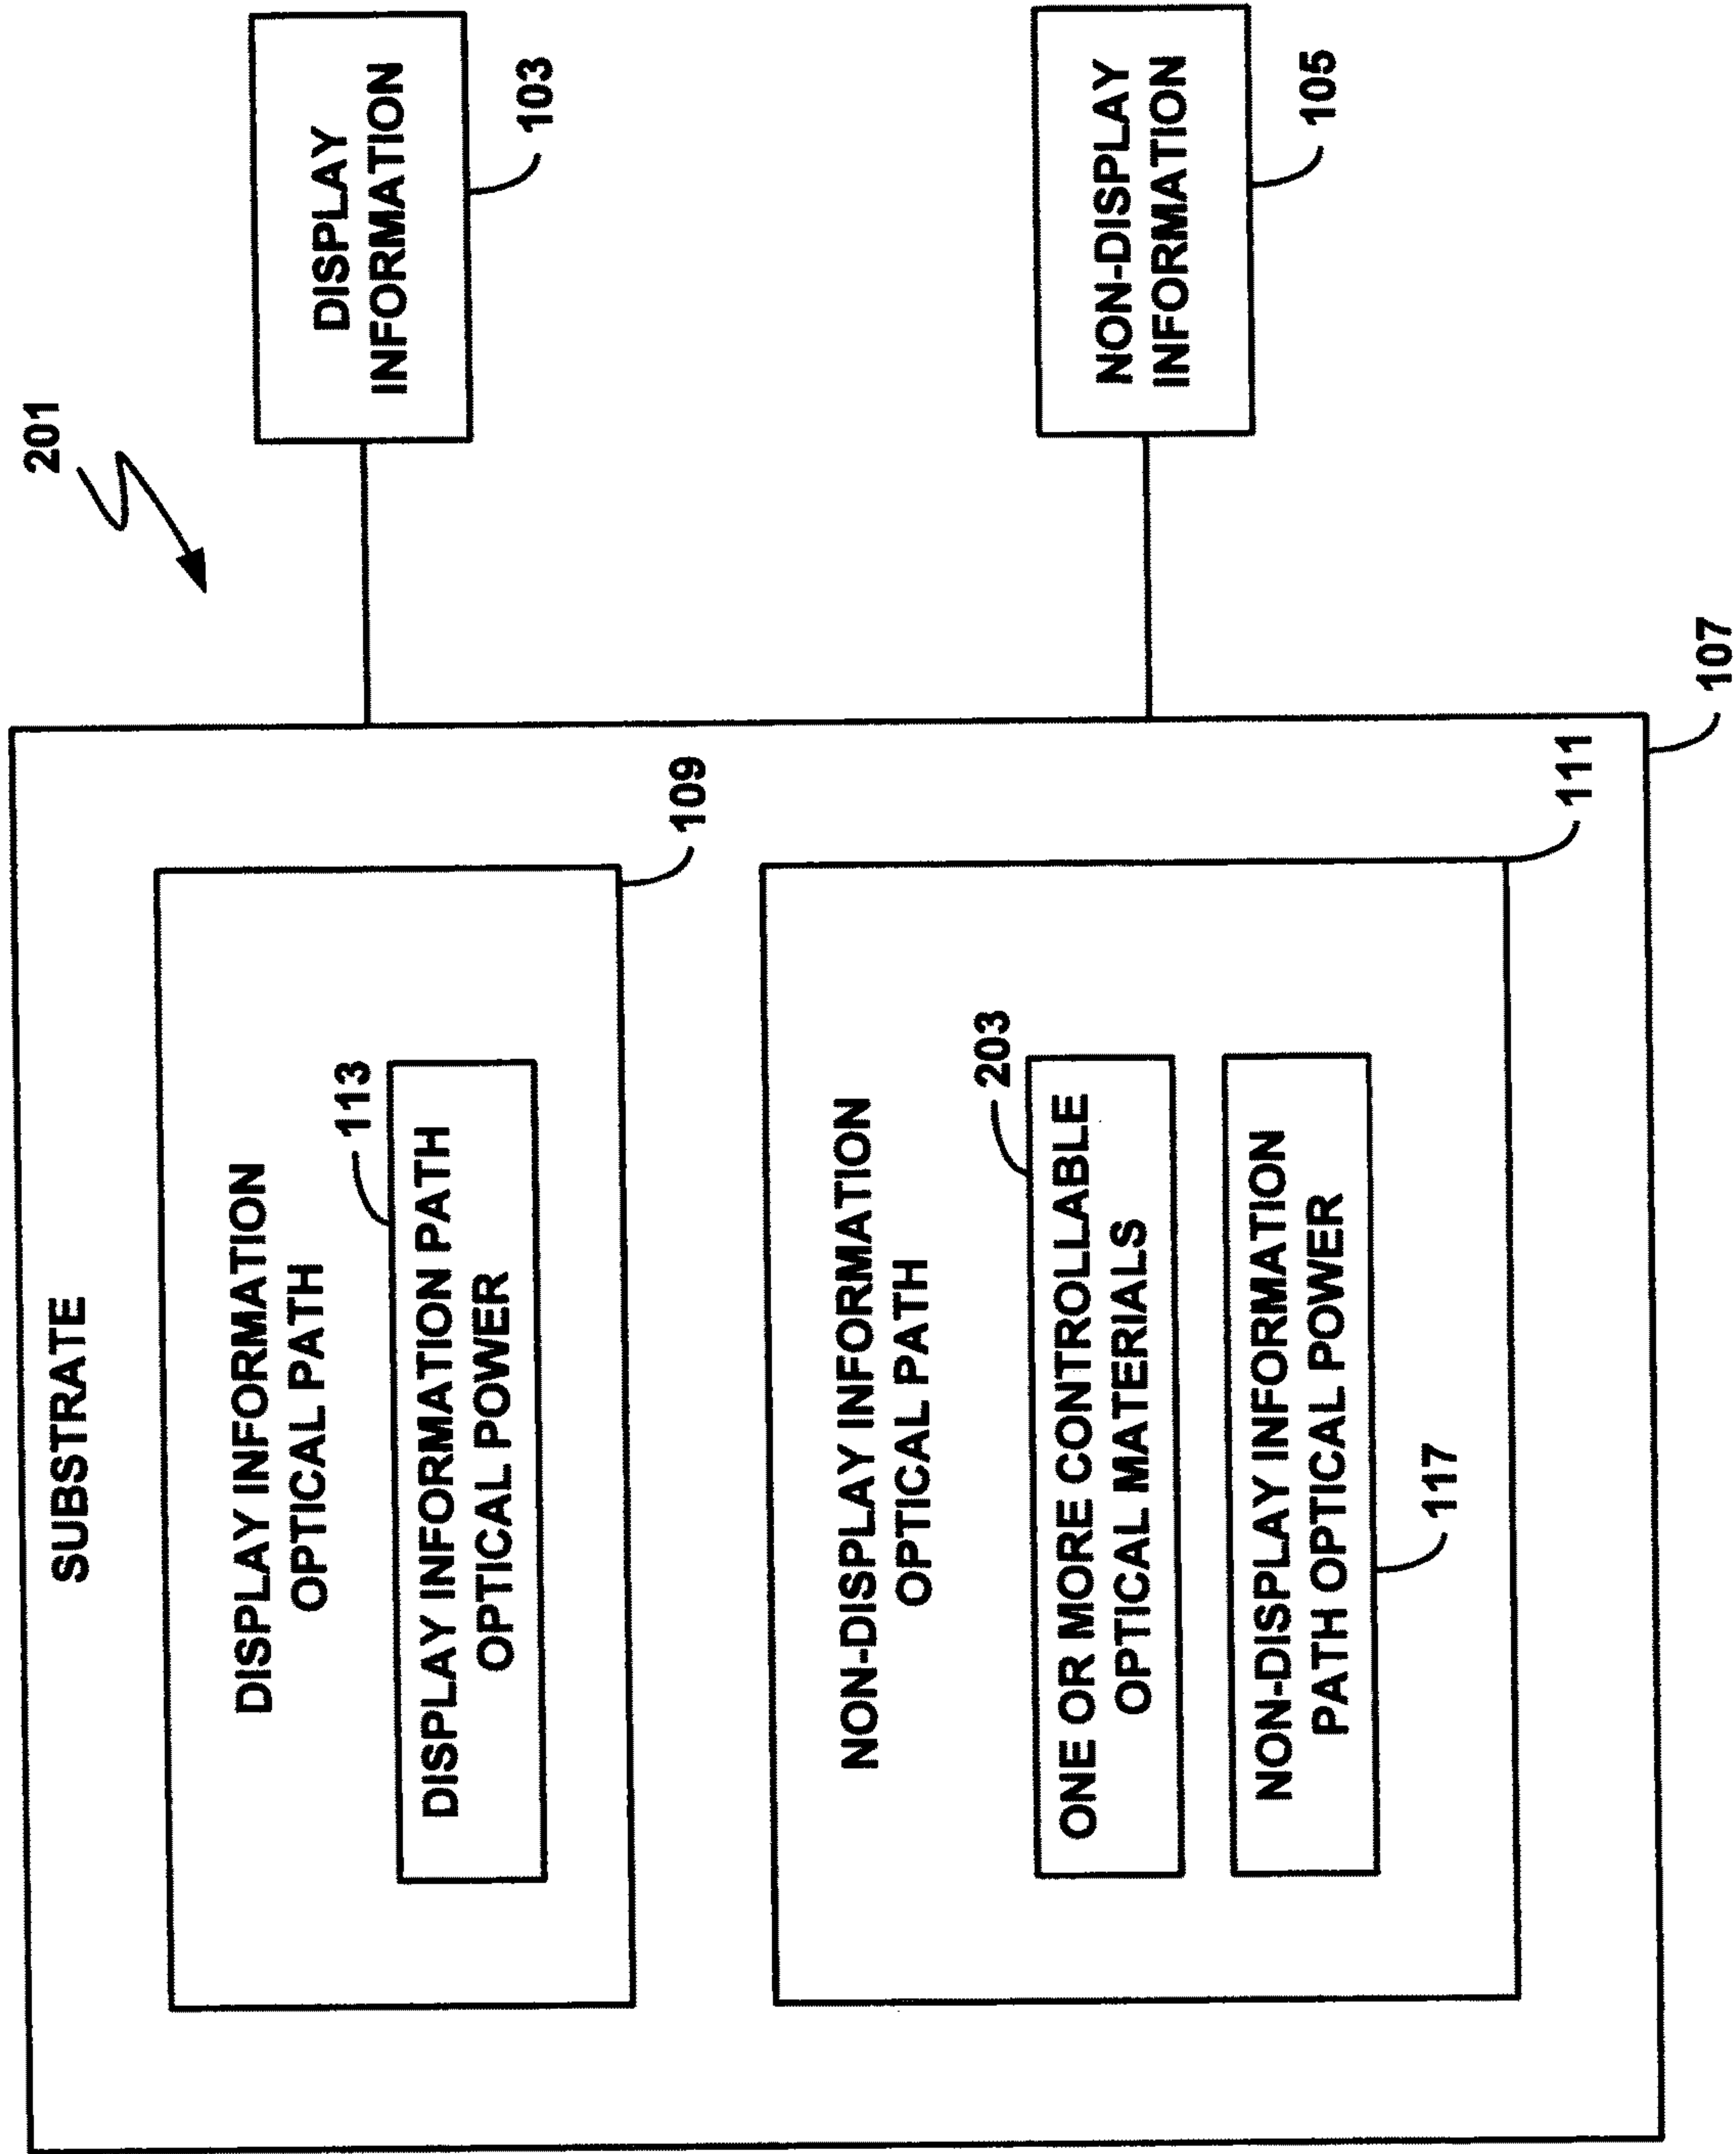 201
SUBSTRATE
DISPLAY INFORMATION
OPTICAL PATH
113
DISPLAY INFORMATION PATH
OPTICAL POWER
109
NON-DISPLAY INFORMATION
OPTICAL PATH
203
ONE OR MORE CONTROLLABLE
OPTICAL MATERIALS
NON-DISPLAY INFORMATION
PATH OPTICAL POWER
117
111
107
DISPLAY
INFORMATION
103
NON-DISPLAY
INFORMATION
105